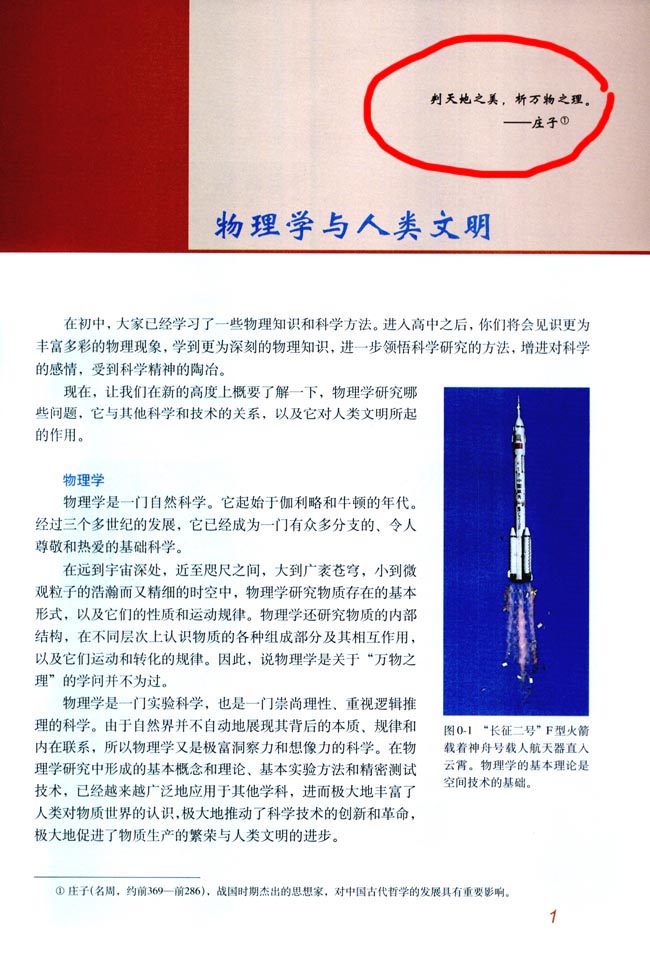 判天地之美，析万物之理。
——庄子①
物理学与人类文明
在初中，大家已经学习了一些物理知识和科学方法。进入高中之后，你们将会见识更为
丰富多彩的物理现象，学到更为深刻的物理知识，进一步领悟科学研究的方法，增进对科学
的感情，受到科学精神的陶冶。
现在，让我们在新的高度上概要了解一下，物理学研究哪
些问题，它与其他科学和技术的关系，以及它对人类文明所起
的作用。
物理学
物理学是一门自然科学。它起始于伽利略和牛顿的年代。
经过三个多世纪的发展，它已经成为一门有众多分支的、令人
尊敬和热爱的基础科学。
在远到宇宙深处，近至咫尺之间，大到广袤苍穹，小到微
观粒子的浩瀚而又精细的时空中，物理学研究物质存在的基本
形式，以及它们的性质和运动规律。物理学还研究物质的内部
结构，在不同层次上认识物质的各种组成部分及其相互作用，
以及它们运动和转化的规律。因此，说物理学是关于“万物之
理”的学问并不为过。
物理学是一门实验科学，也是一门崇尚理性、重视逻辑推
理的科学。由于自然界并不自动地展现其背后的本质、规律和
内在联系，所以物理学又是极富洞察力和想像力的科学。在物
理学研究中形成的基本概念和理论、基本实验方法和精密测试
技术，已经越来越广泛地应用于其他学科，进而极大地丰富了
人类对物质世界的认识，极大地推动了科学技术的创新和革命，
极大地促进了物质生产的繁荣与人类文明的进步。
图0-1 “长征二号”F型火箭
载着神舟号载人航天器直入
云霄。物理学的基本理论是
空间技术的基础。
①庄子(名周，约前369—前286)，战国时期杰出的思想家，对中国古代哲学的发展具有重要影响。
1